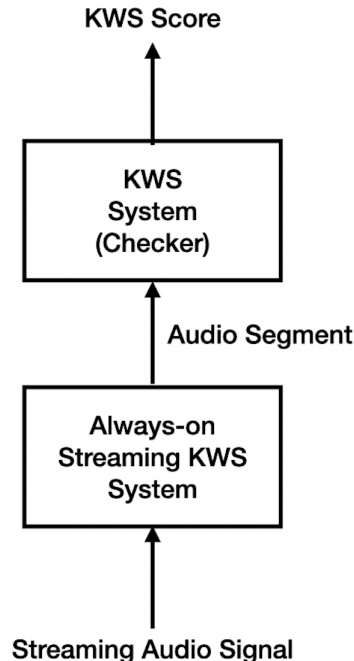 KWS Score
KWS
System
(Checker)
Audio Segment
Always-on
Streaming KWS
System
Streaming Audio Signal